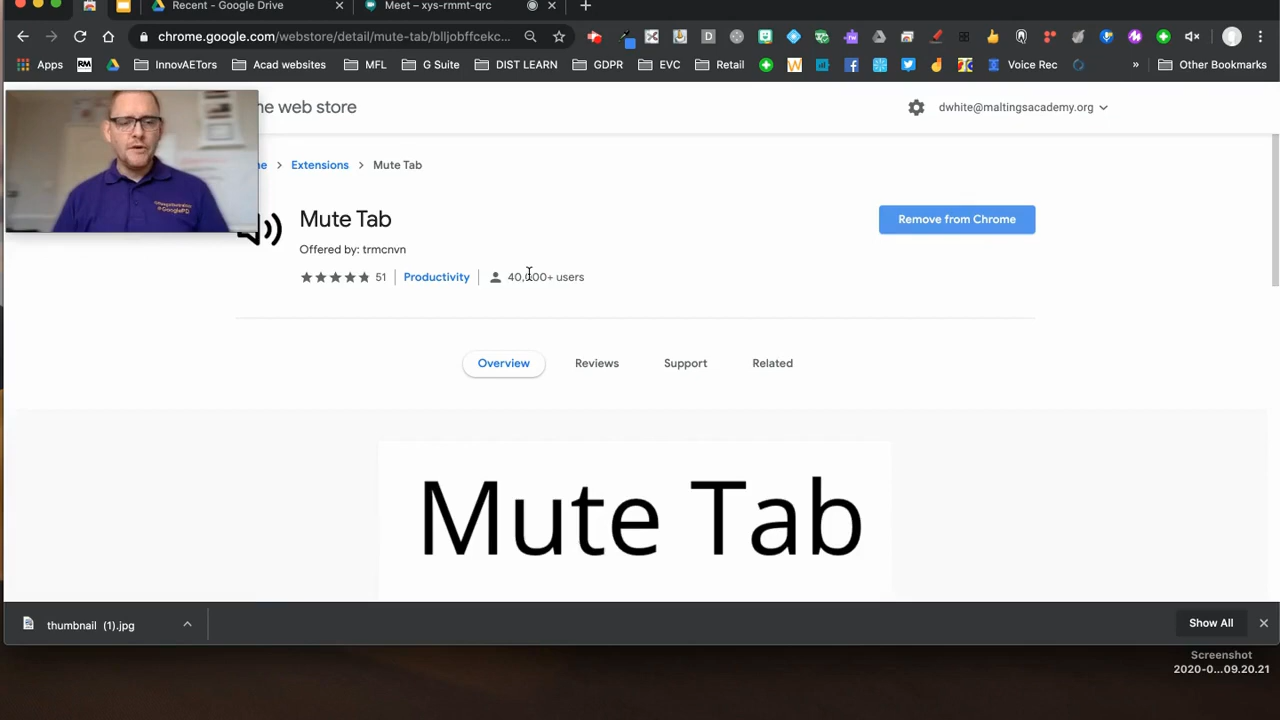 Recent - Google Drive
Meet – xys-rmmt-qrc
chrome.google.com/webstore/detail/mute-tab/blljobffcekc...
Apps
RM
InnovAETors
Acad websites
MFL
G Suite
DIST LEARN
GDPR
EVC
Retail
Voice Rec
»
Other Bookmarks
web store
dwhite@maltingsacademy.org
Extensions
Mute Tab
Mute Tab
Remove from Chrome
Offered by: trmcnvn
51
Productivity
40,000+ users
Overview
Reviews
Support
Related
Mute Tab
thumbnail (1).jpg
Show All
Screenshot
2020-0...09.20.21